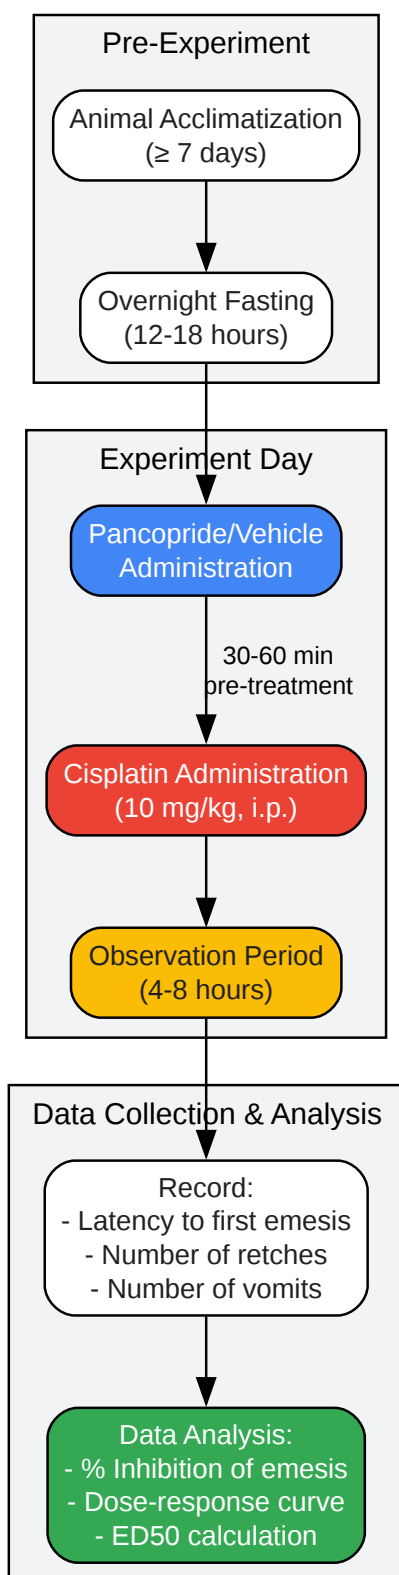 Pre-Experiment
Animal Acclimatization
(≥ 7 days)
Overnight Fasting
(12-18 hours)
Experiment Day
Pancopride/Vehicle
Administration
30-60 min
pre-treatment
Cisplatin Administration
(10 mg/kg, i.p.)
Observation Period
(4-8 hours)
Data Collection & Analysis
Record:
- Latency to first emesis
- Number of retches
- Number of vomits
Data Analysis:
- % Inhibition of emesis
- Dose-response curve
- ED50 calculation